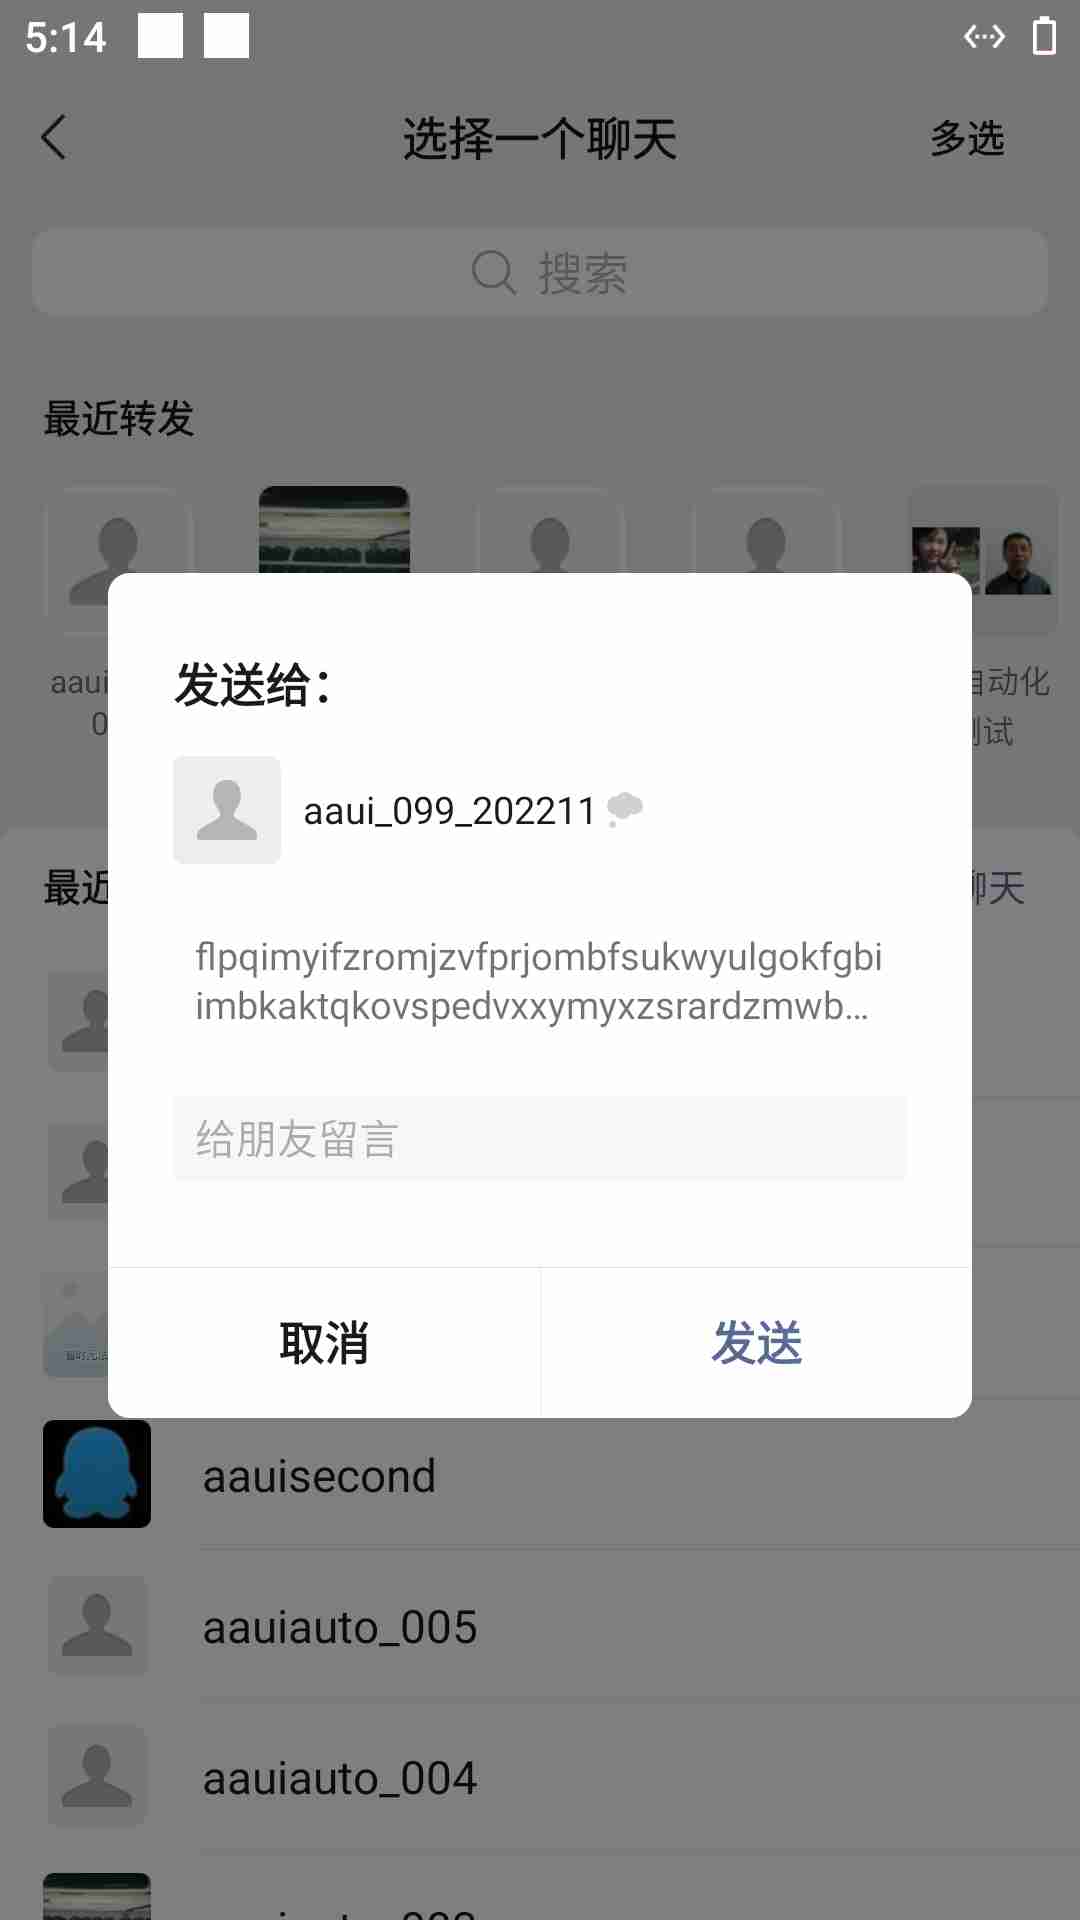 5:14
选择一个聊天
多选
搜索
最近转发
aaui
0
自动化
测试
发送给：
aaui_099_202211
最近
聊天
flpqimyifzromjzvfprjombfsukwyulgokfgbi
imbkaktqkovspedvxxymyxzsrardzmwb…
给朋友留言
取消
发送
aauisecond
aauiauto_005
aauiauto_004